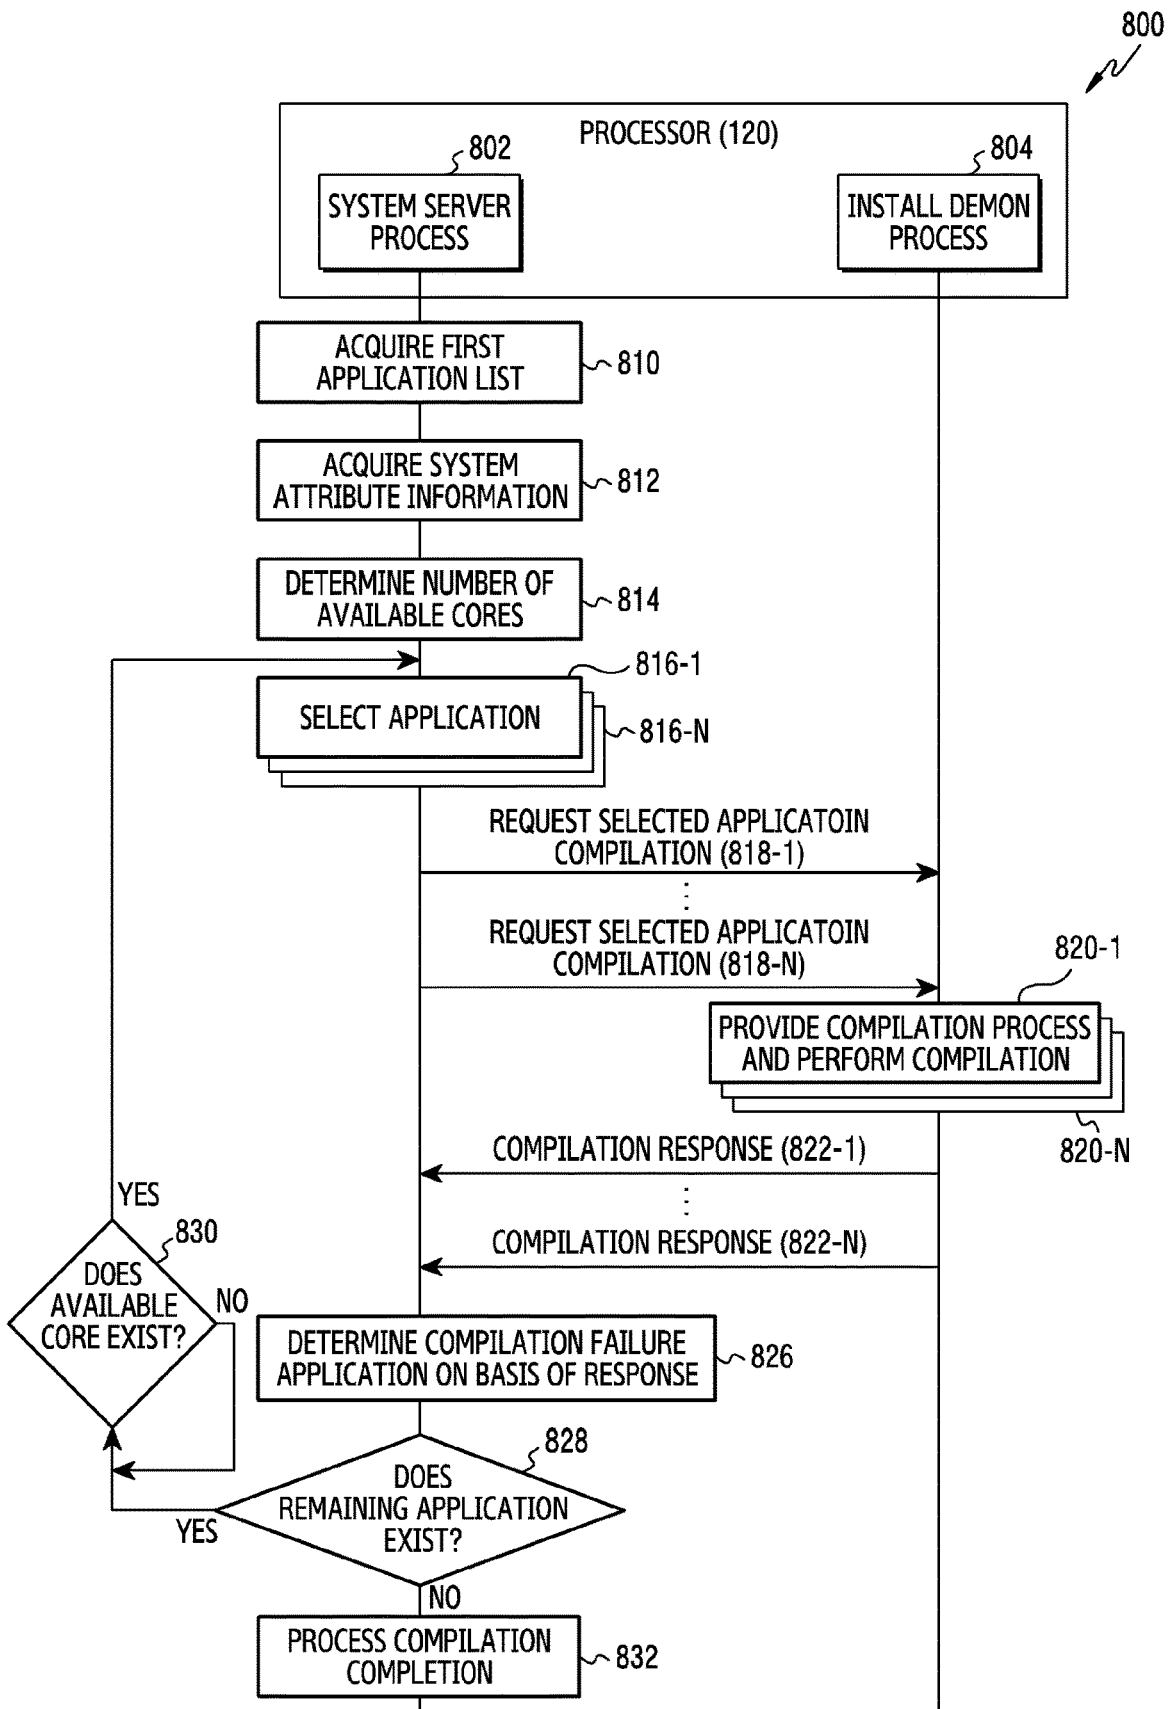 800
PROCESSOR (120)
802
804
SYSTEM SERVER
PROCESS
INSTALL DEMON
PROCESS
ACQUIRE FIRST
APPLICATION LIST
810
ACQUIRE SYSTEM
ATTRIBUTE INFORMATION
812
DETERMINE NUMBER OF
AVAILABLE CORES
814
816-1
SELECT APPLICATION
816-N
REQUEST SELECTED APPLICATOIN
COMPILATION (818-1)
REQUEST SELECTED APPLICATOIN
COMPILATION (818-N)
820-1
PROVIDE COMPILATION PROCESS
AND PERFORM COMPILATION
820-N
COMPILATION RESPONSE (822-1)
COMPILATION RESPONSE (822-N)
YES
830
DOES
AVAILABLE
CORE EXIST?
NO
DETERMINE COMPILATION FAILURE
APPLICATION ON BASIS OF RESPONSE
826
828
DOES
REMAINING APPLICATION
EXIST?
YES
NO
PROCESS COMPILATION
COMPLETION
832